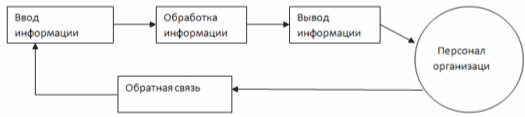 Ввод
информации
Обработка
информации
Вывод
информации
Персонал
организаци
Обратная связь